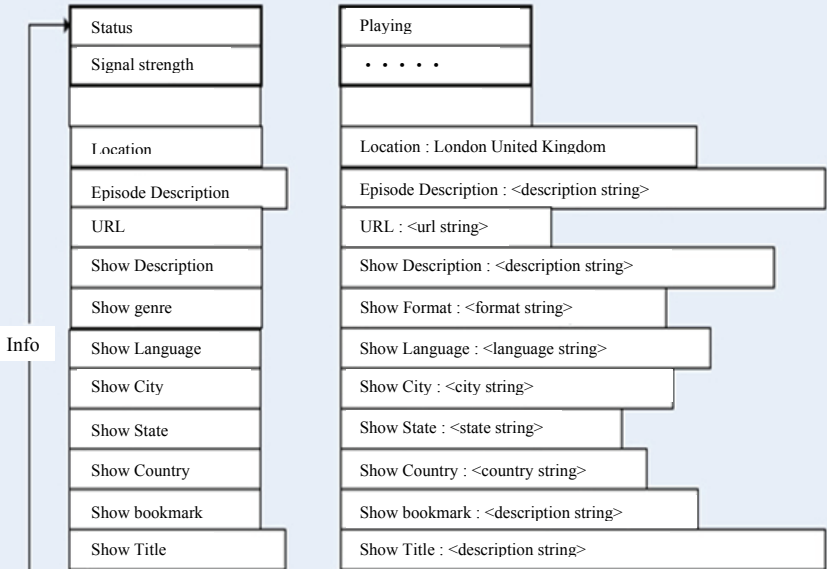 Status Playing
Signal strength • • • • •
Location Location : London United Kingdom
Episode Description Episode Description : <description string>
URL URL : <url string>
Show Description Show Description : <description string>
Show genre Show Format : <format string>
Info
Show Language Show Language : <language string>
Show City Show City : <city string>
Show State Show State : <state string>
Show Country Show Country : <country string>
Show bookmark Show bookmark : <description string>
Show Title Show Title : <description string>